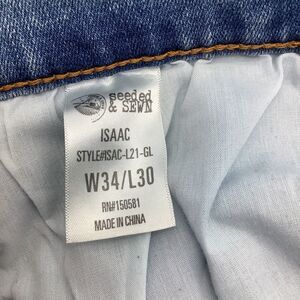 seeded
& SEWN
ISAAC
STYLE#ISAC-L21-GL
W34/L30
RN#150581
MADE IN CHINA